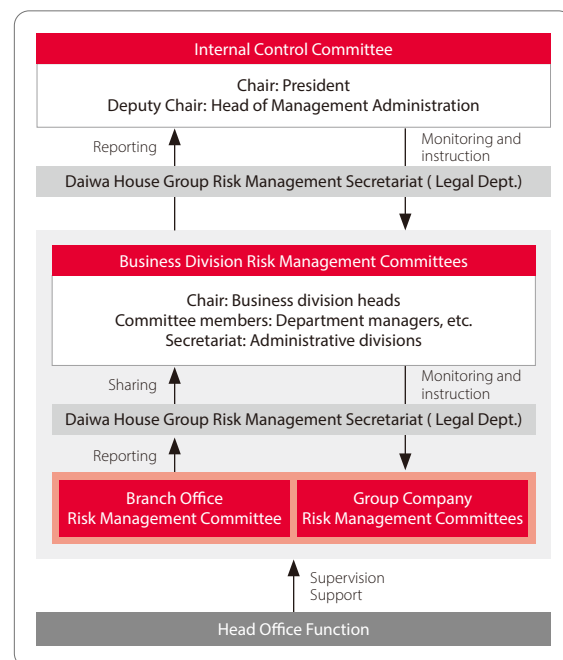 Internal Control Committee
Chair: President
Deputy Chair: Head of Management Administration
Reporting
Monitoring and
instruction
Daiwa House Group Risk Management Secretariat ( Legal Dept.)
Business Division Risk Management Committees
Chair: Business division heads
Committee members: Department managers, etc.
Secretariat: Administrative divisions
Sharing
Monitoring and
instruction
Daiwa House Group Risk Management Secretariat ( Legal Dept.)
Reporting
Branch Office
Risk Management Committee
Group Company
Risk Management Committees
Supervision
Support
Head Office Function